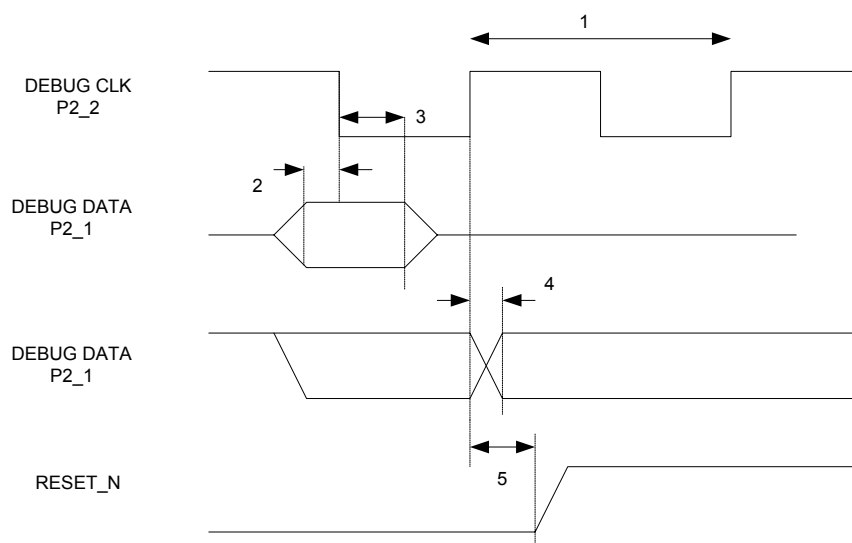 1
DEBUG CLK
P2_2
3
2
DEBUG DATA
P2_1
4
DEBUG DATA
P2_1
5
RESET_N